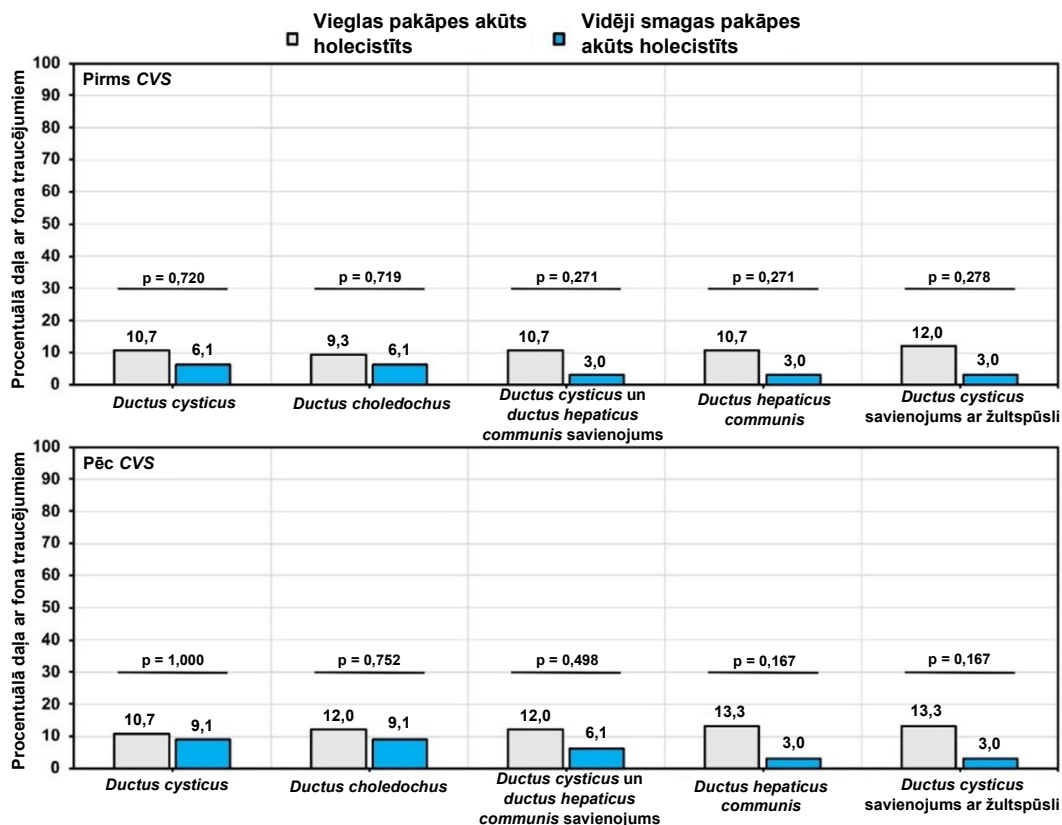 Vieglas pakāpes akūts
holecistīts
Vidēji smagas pakāpes
akūts holecistīts
Procentuālā daļa ar fona traucējumiem
100
90
80
70
60
50
40
30
20
10
0
Pirms CVS
p = 0,720
p = 0,719
p = 0,271
p = 0,271
p = 0,278
10,7
6,1
9,3
6,1
10,7
3,0
10,7
3,0
12,0
3,0
Ductus cysticus
Ductus choledochus
Ductus cysticus un
ductus hepaticus
communis savienojums
Ductus hepaticus
communis
Ductus cysticus
savienojums ar žultspūsli
Procentuālā daļa ar fona traucējumiem
100
90
80
70
60
50
40
30
20
10
0
Pēc CVS
p = 1,000
p = 0,752
p = 0,498
p = 0,167
p = 0,167
10,7
9,1
12,0
9,1
12,0
6,1
13,3
3,0
13,3
3,0
Ductus cysticus
Ductus choledochus
Ductus cysticus un
ductus hepaticus
communis savienojums
Ductus hepaticus
communis
Ductus cysticus
savienojums ar žultspūsli